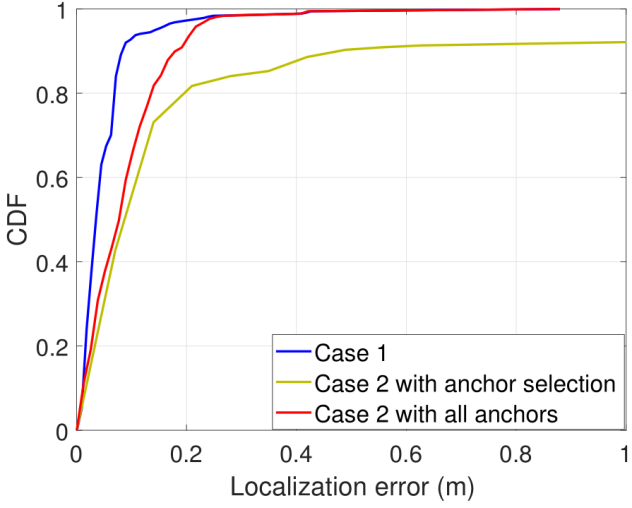 1
0.8
0.6
0.4
0.2
0
CDF
Case 1
Case 2 with anchor selection
Case 2 with all anchors
0 0.2 0.4 0.6 0.8 1
Localization error (m)